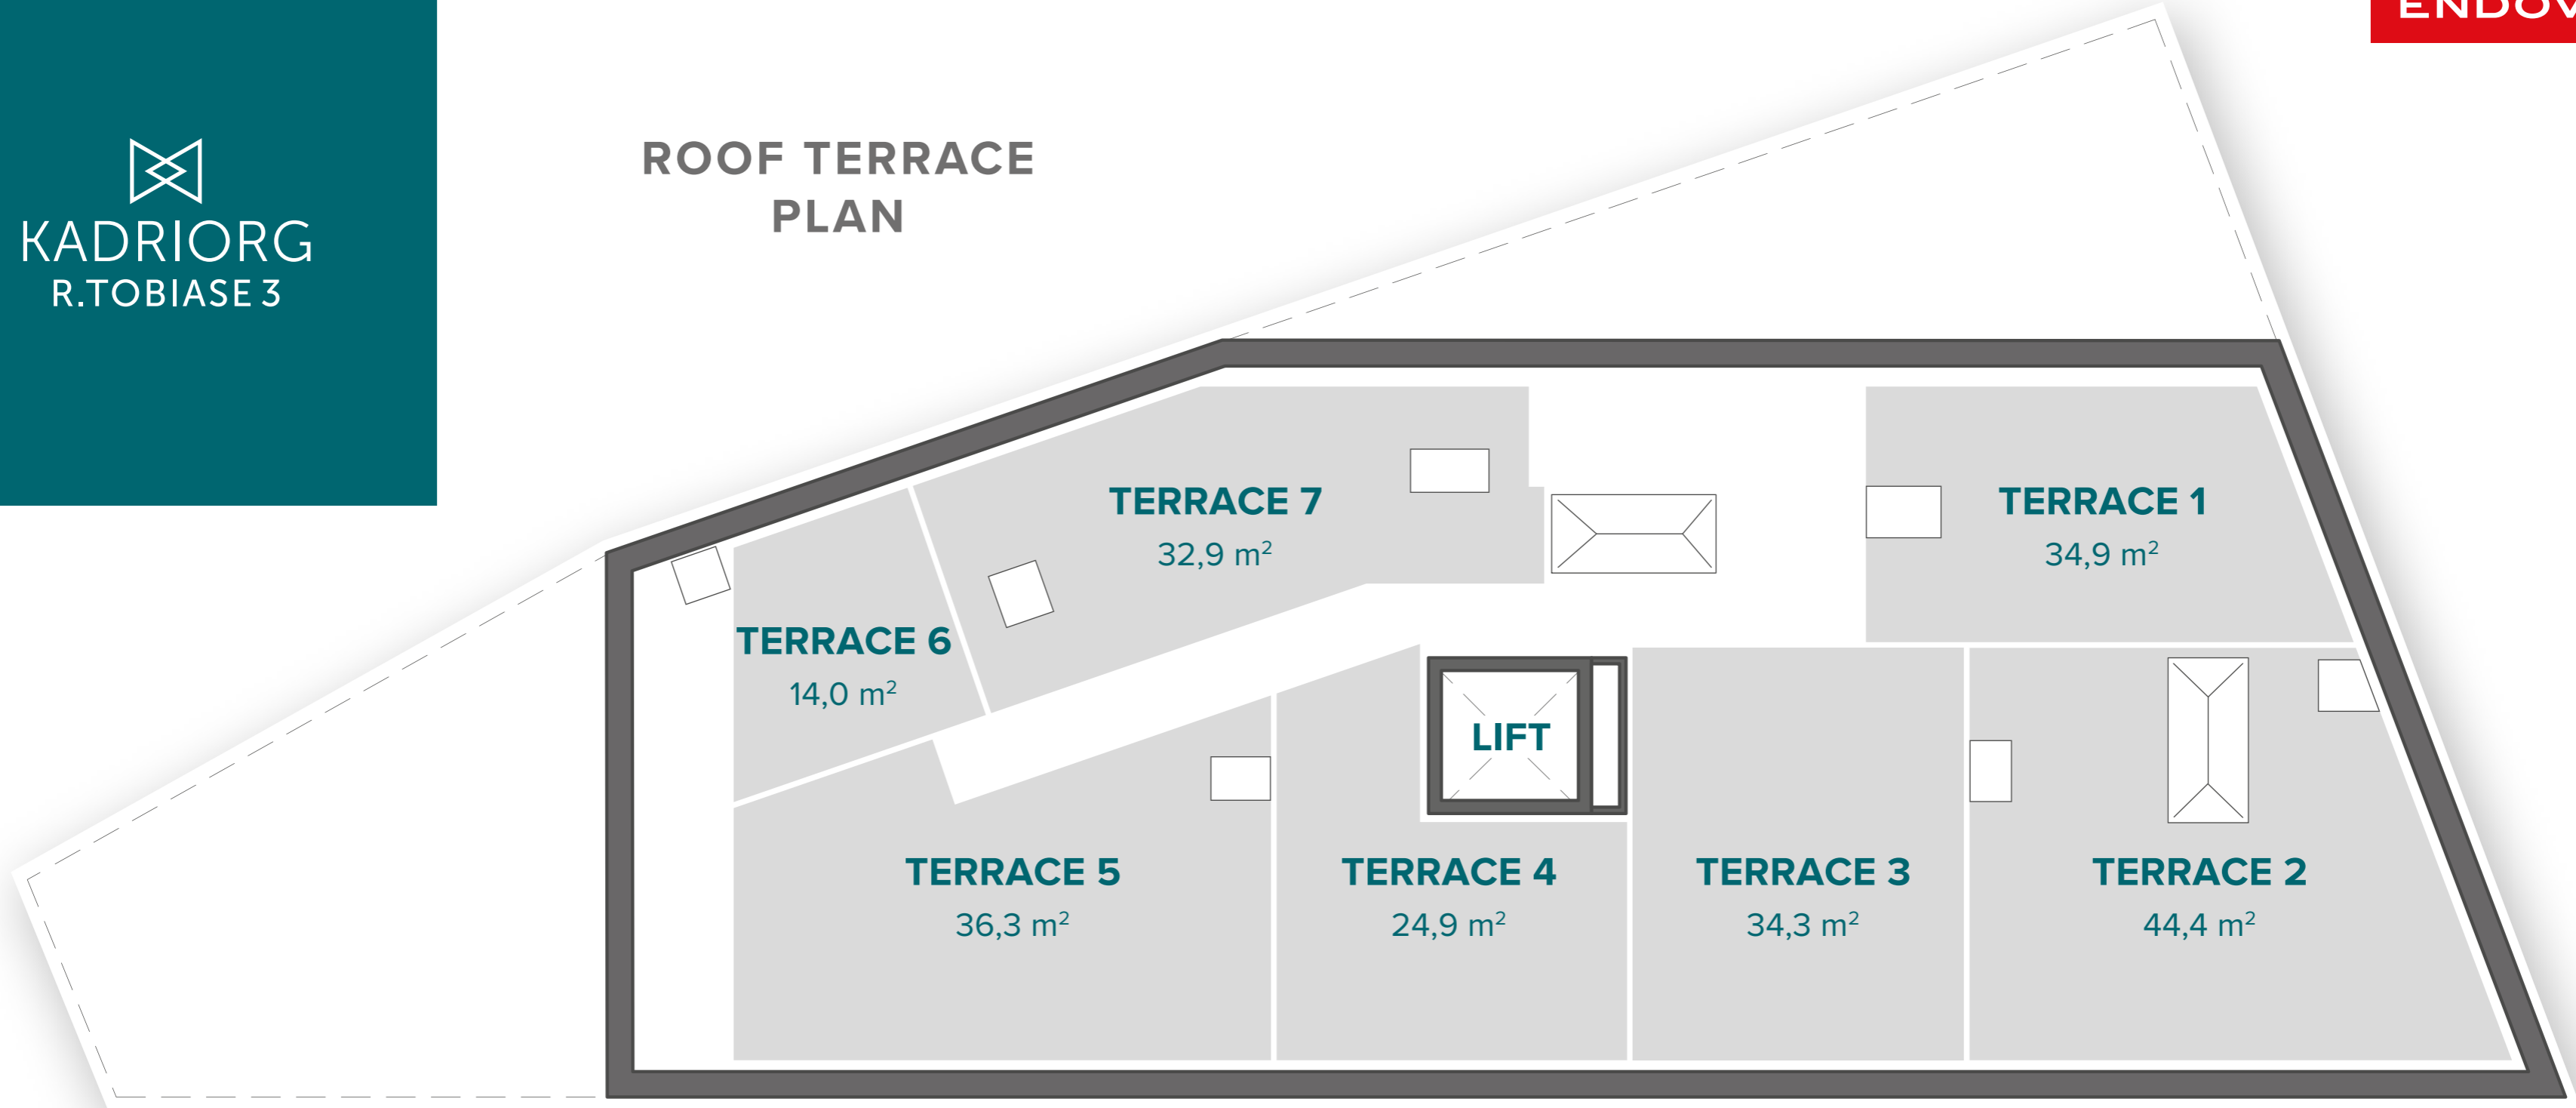 KADRIORG
R.TOBIASE 3
ROOF TERRACE
PLAN
TERRACE 7
32,9 m²
TERRACE 1
34,9 m²
TERRACE 6
14,0 m²
LIFT
TERRACE 5
36,3 m²
TERRACE 4
24,9 m²
TERRACE 3
34,3 m²
TERRACE 2
44,4 m²